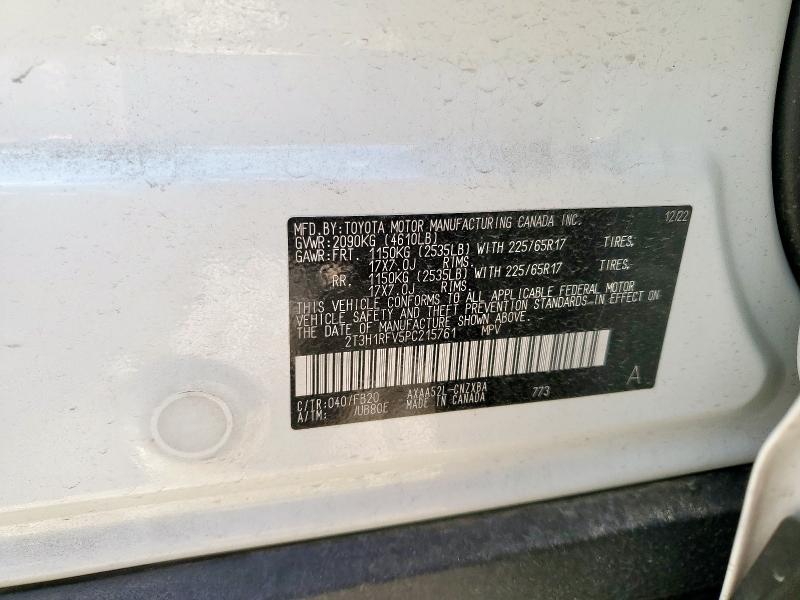 MFD.BY:TOYOTA MOTOR MANUFACTURING CANADA INC. 12/22
GVWR:2090KG (4610LB)
GAWR:FRT. 1150KG (2535LB) WITH 225/65R17 TIRES,
17X7.0J RIMS.
RR. 1150KG (2535LB) WITH 225/65R17 TIRES,
17X7.0J RIMS.
THIS VEHICLE CONFORMS TO ALL APPLICABLE FEDERAL MOTOR
VEHICLE SAFETY AND THEFT PREVENTION STANDARDS IN EFFECT ON
THE DATE OF MANUFACTURE SHOWN ABOVE.
2T3H1RFV5PC215761 MPV
C/TR:040/FB20 AXAA52L-CNZXBA 773 A
A/TM: /UB80E MADE IN CANADA